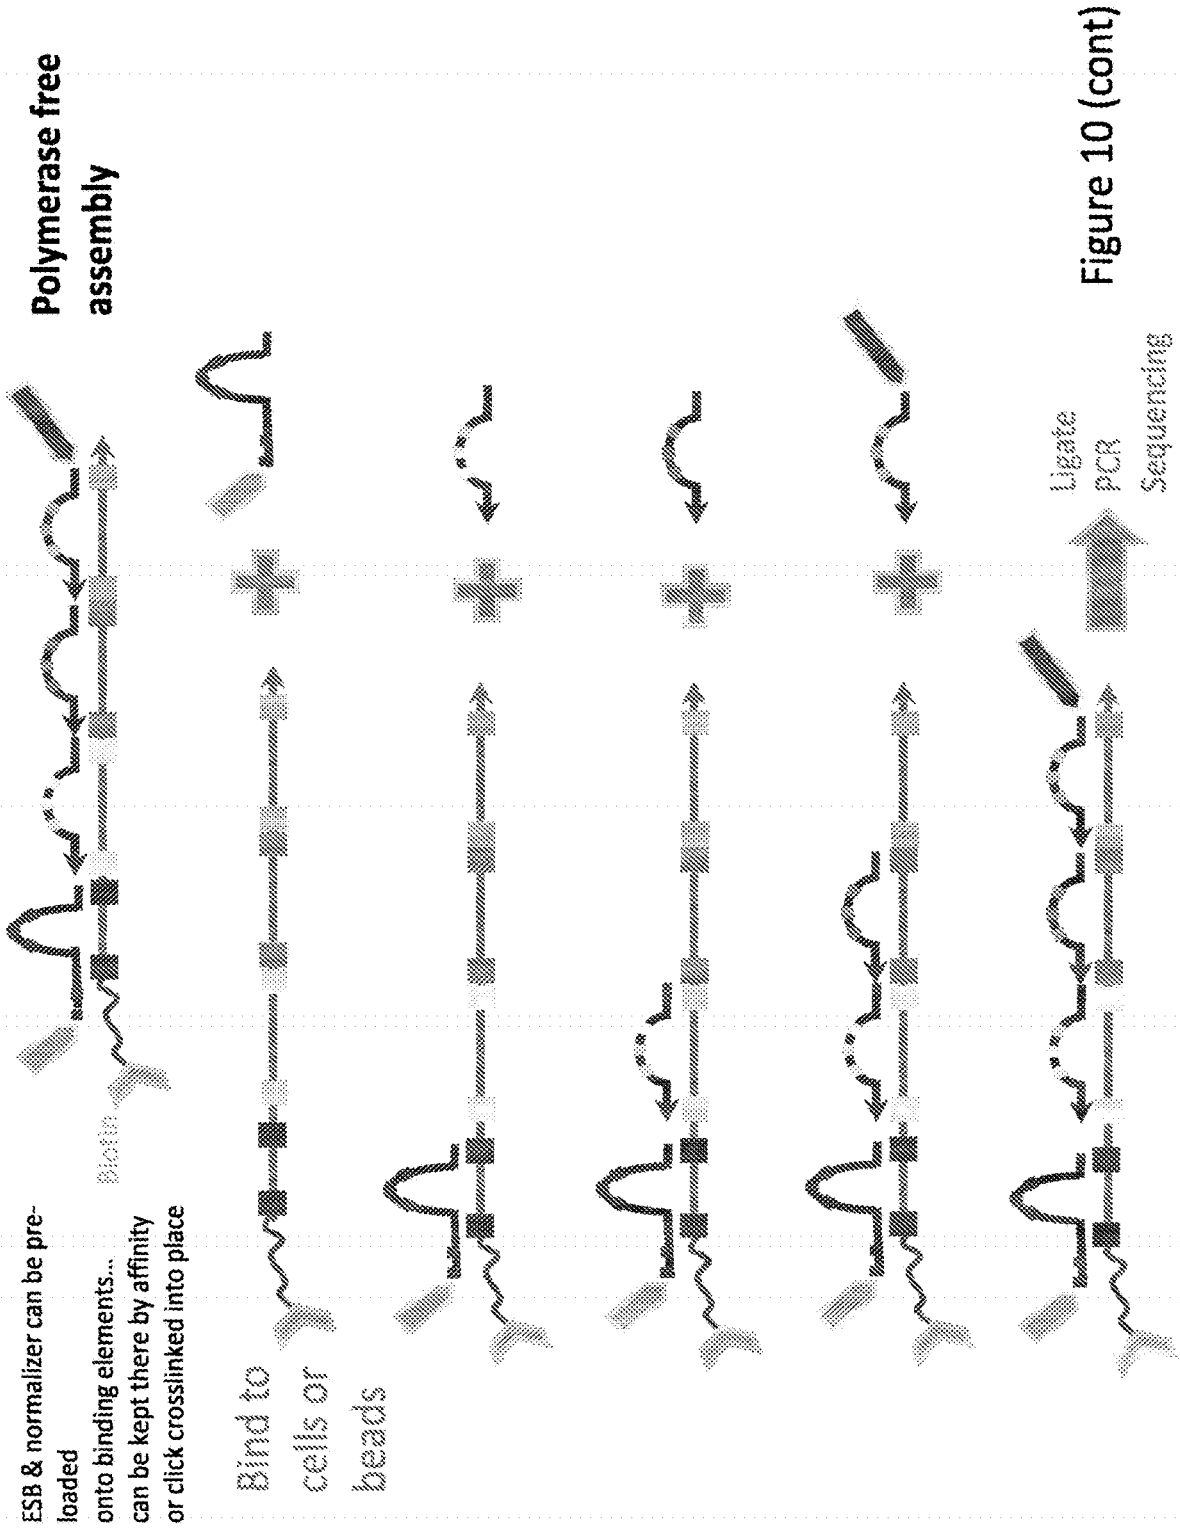 Polymerase free
assembly
ESB & normalizer can be pre-
loaded
onto binding elements...
can be kept there by affinity
or click crosslinked into place
Biotin
Bind to
cells or
beads
Ligate
PCR
Sequencing
Figure 10 (cont)